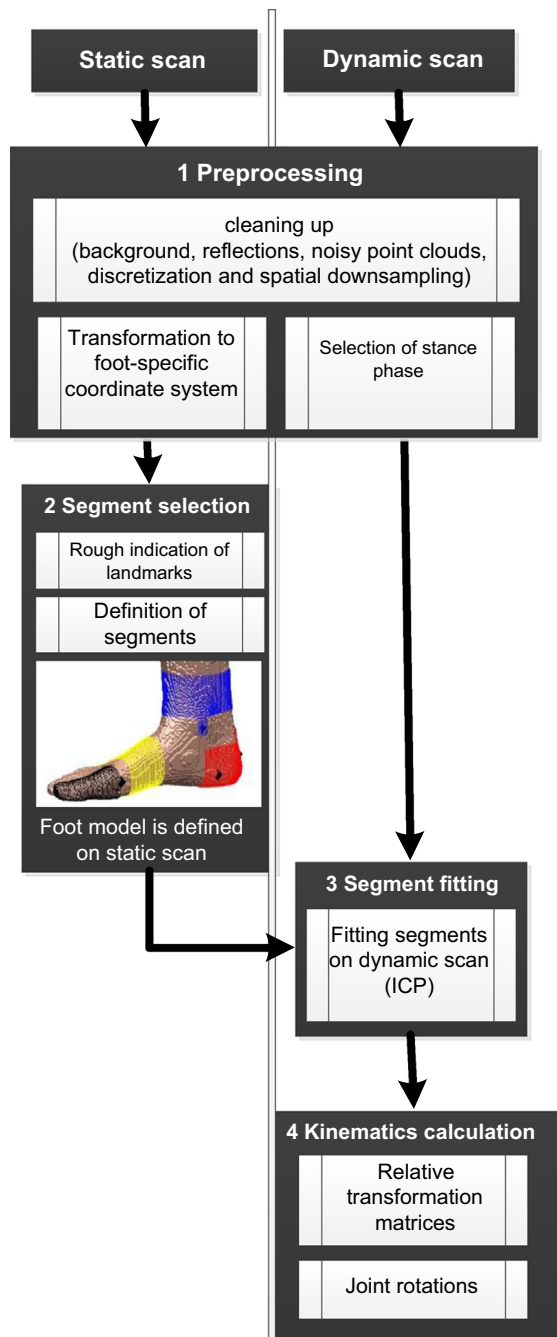 Static scan
Dynamic scan
1 Preprocessing
cleaning up
(background, reflections, noisy point clouds,
discretization and spatial downsampling)
Transformation to
foot-specific
coordinate system
Selection of stance
phase
2 Segment selection
Rough indication of
landmarks
Definition of
segments
Foot model is defined
on static scan
3 Segment fitting
Fitting segments
on dynamic scan
(ICP)
4 Kinematics calculation
Relative
transformation
matrices
Joint rotations